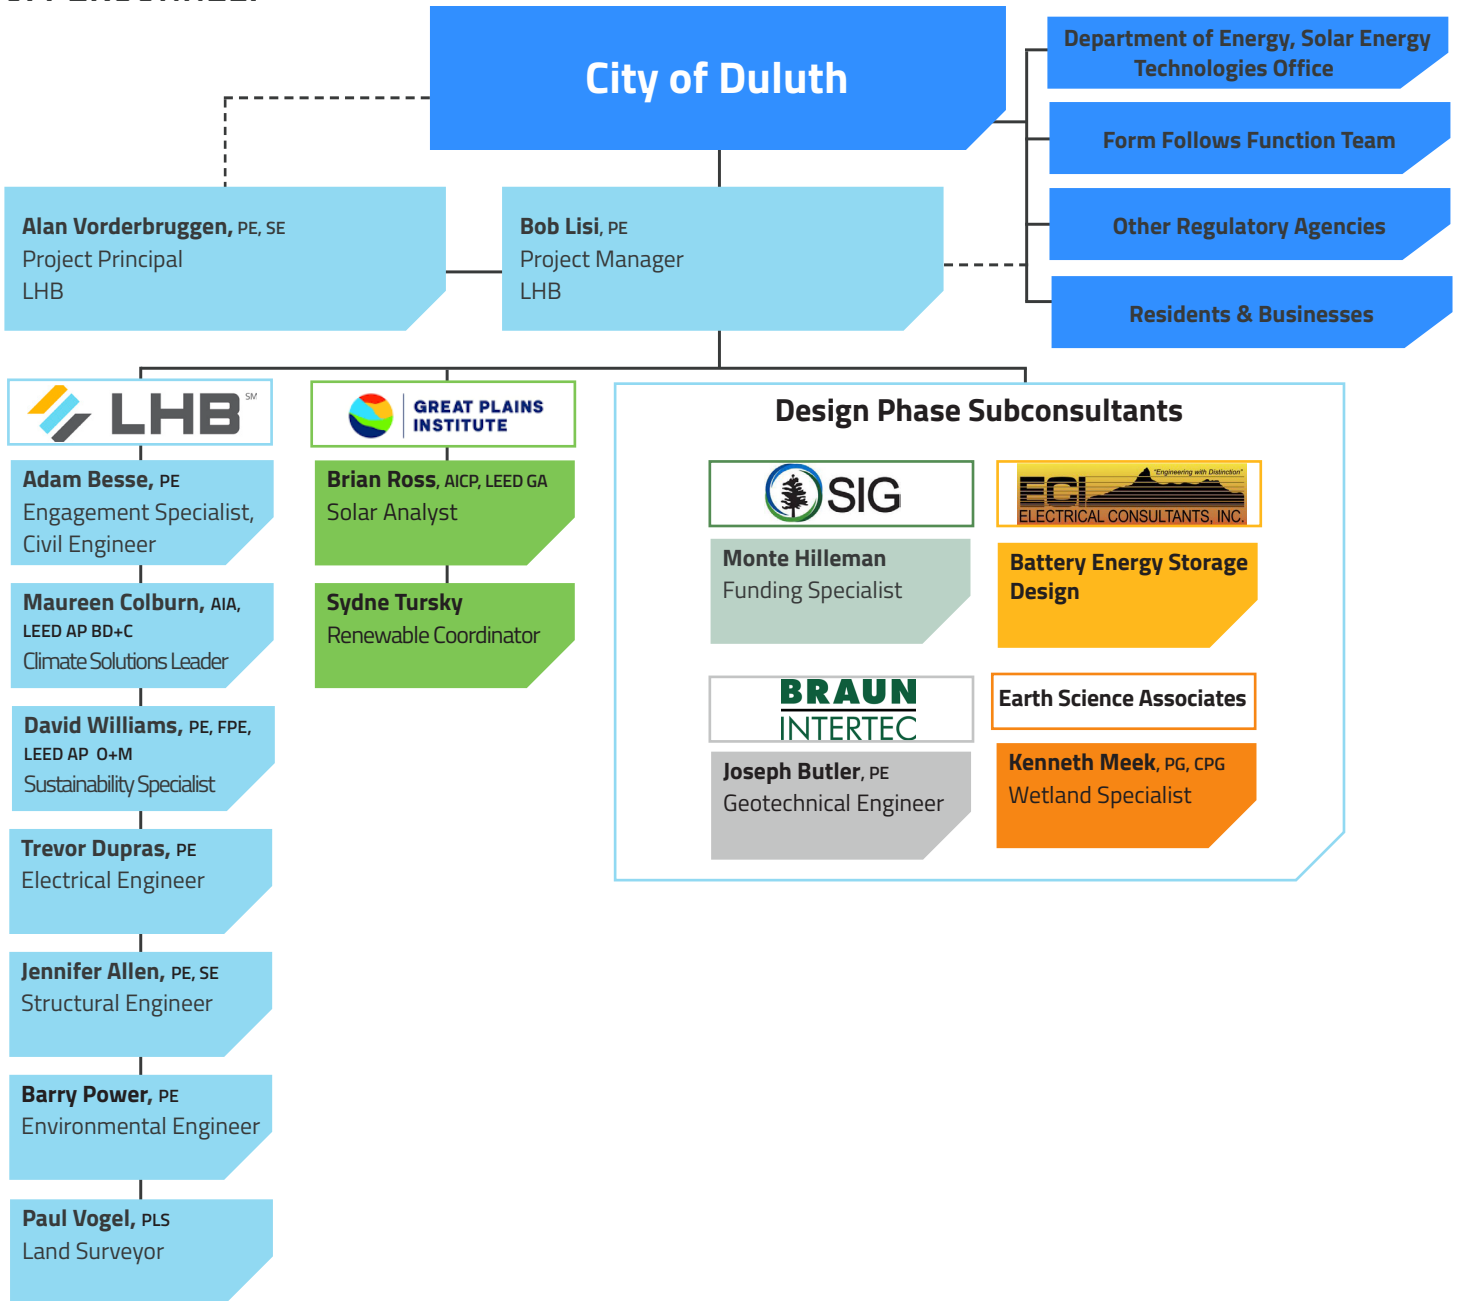 City of Duluth
Department of Energy, Solar Energy
Technologies Office
Form Follows Function Team
Other Regulatory Agencies
Residents & Businesses
Alan Vorderbruggen, PE, SE
Project Principal
LHB
Bob Lisi, PE
Project Manager
LHB
LHB SM
Adam Besse, PE
Engagement Specialist,
Civil Engineer
Maureen Colburn, AIA,
LEED AP BD+C
Climate Solutions Leader
David Williams, PE, FPE,
LEED AP O+M
Sustainability Specialist
Trevor Dupras, PE
Electrical Engineer
Jennifer Allen, PE, SE
Structural Engineer
Barry Power, PE
Environmental Engineer
Paul Vogel, PLS
Land Surveyor
GREAT PLAINS
INSTITUTE
Brian Ross, AICP, LEED GA
Solar Analyst
Sydne Tursky
Renewable Coordinator
Design Phase Subconsultants
SIG
Monte Hilleman
Funding Specialist
"Engineering with Distinction"
ECI
ELECTRICAL CONSULTANTS, INC.
Battery Energy Storage
Design
BRAUN
INTERTEC
Joseph Butler, PE
Geotechnical Engineer
Earth Science Associates
Kenneth Meek, PG, CPG
Wetland Specialist